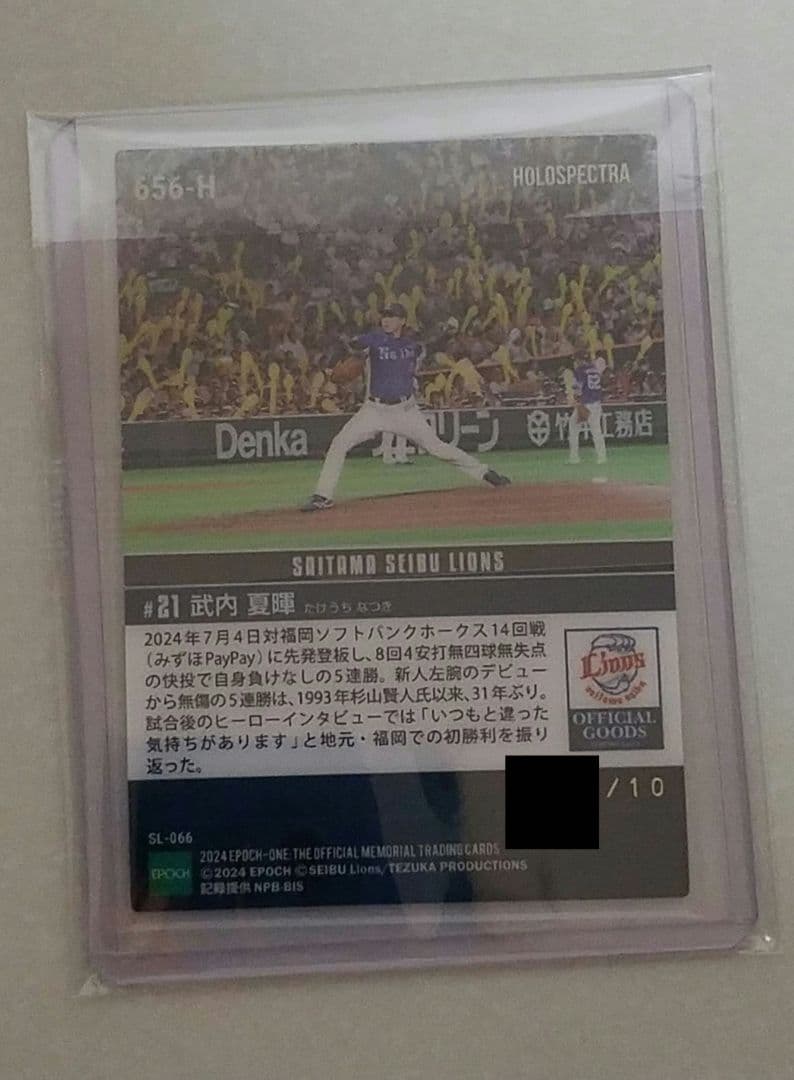 656-H
HOLOSPECTRA
62
Denka
リーン
工務店
SAITAMA SEIBU LIONS
#21 武内 夏暉 たけうち なつき
2024年7月4日対福岡ソフトバンクホークス14回戦
（みずほPayPay）に先発登板し、8回4安打無四球無失点
の快投で自身負けなしの5連勝。新人左腕のデビュー
から無傷の5連勝は、1993年杉山賢人氏以来、31年ぶり。
試合後のヒーローインタビューでは「いつもと違った
気持ちがあります」と地元・福岡での初勝利を振り
返った。
Lions
saitama seibu
OFFICIAL
GOODS
/10
SL-066
EPOCH
2024 EPOCH-ONE: THE OFFICIAL MEMORIAL TRADING CARDS
©2024 EPOCH ©SEIBU Lions/TEZUKA PRODUCTIONS
記録提供 NPB-BIS